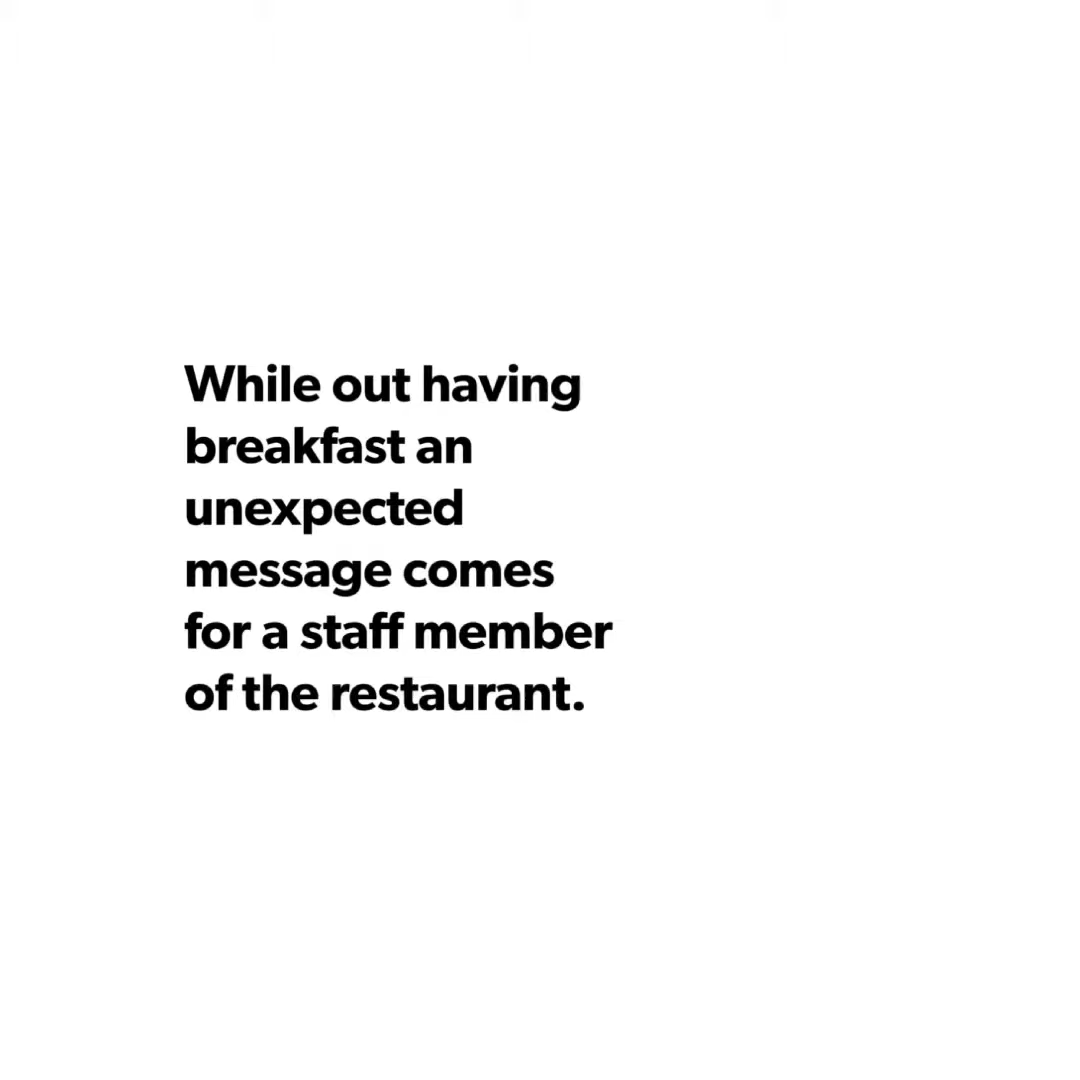 While out having
breakfast an
unexpected
message comes
for a staff member
of the restaurant.